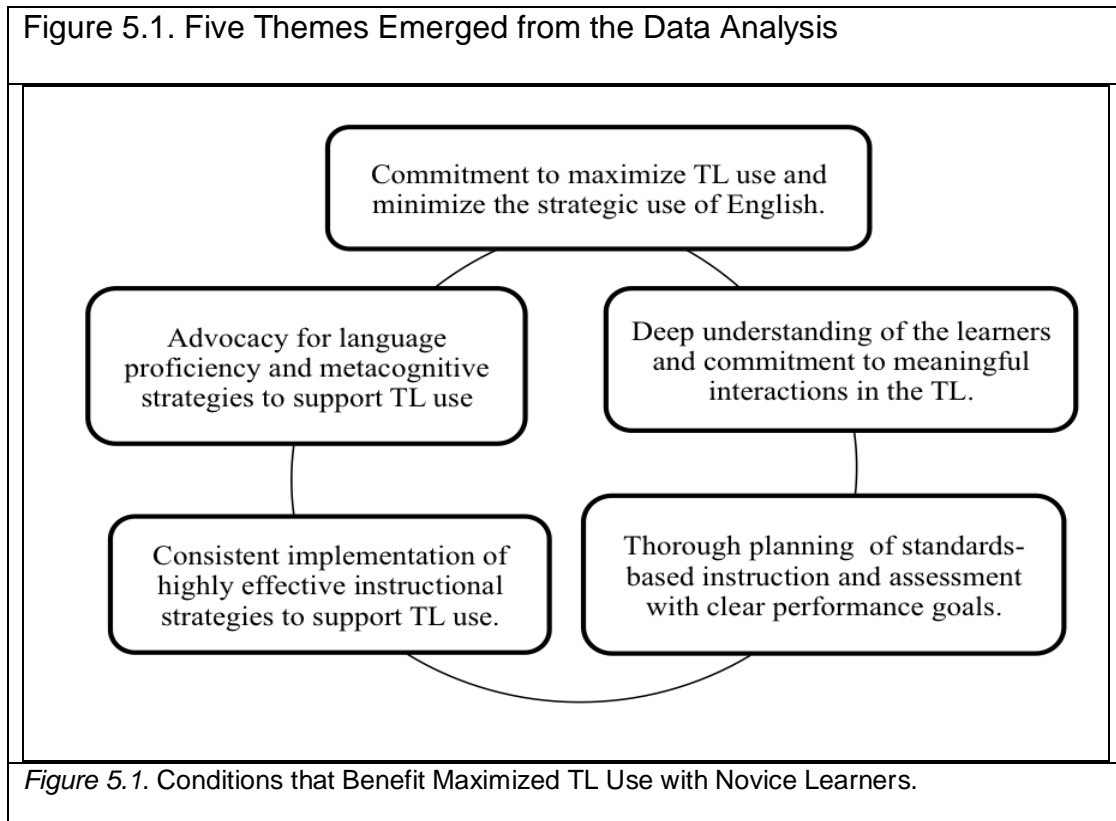 Figure 5.1. Five Themes Emerged from the Data Analysis
Commitment to maximize TL use and
minimize the strategic use of English.
Advocacy for language
proficiency and metacognitive
strategies to support TL use
Deep understanding of the learners
and commitment to meaningful
interactions in the TL.
Consistent implementation of
highly effective instructional
strategies to support TL use.
Thorough planning  of standards-
based instruction and assessment
with clear performance goals.
Figure 5.1. Conditions that Benefit Maximized TL Use with Novice Learners.